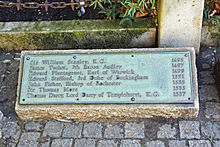 Sir William Stanley, K.G. 1495
James Tuchet, 7th Baron Audley 1497
Edward Plantagenet, Earl of Warwick 1499
Edward Stafford, 3rd Duke of Buckingham 1521
John Fisher, Bishop of Rochester 1535
Sir Thomas More 1535
Thomas Darcy, Lord Darcy of Templehurst, K.G. 1537